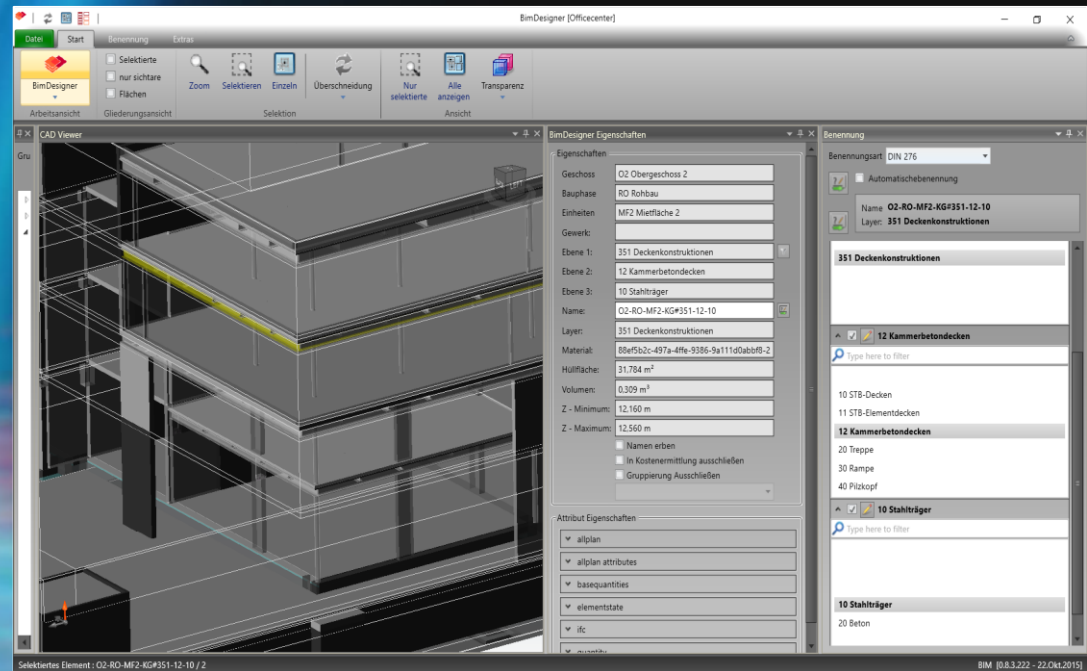 BimDesigner [Officecenter]
Datei Start Benennung Extras
BimDesigner
Arbeitsansicht
Selektierte
nur sichtare
Flächen
Gliederungsansicht
Zoom Selektieren Einzeln Überschneidung
Selektion
Nur selektierte
Alle anzeigen
Transparenz
Ansicht
Gru
CAD Viewer
BimDesigner Eigenschaften
Eigenschaften
Geschoss O2 Obergeschoss 2
Bauphase RO Rohbau
Einheiten MF2 Mietfläche 2
Gewerk:
Ebene 1: 351 Deckenkonstruktionen
Ebene 2: 12 Kammerbetondecken
Ebene 3: 10 Stahlträger
Name: O2-RO-MF2-KG#351-12-10
Layer: 351 Deckenkonstruktionen
Material: 88ef5b2c-497a-4ffe-9386-9a111d0abbf8-2
Hüllfläche: 31,784 m²
Volumen: 0,309 m³
Z - Minimum: 12,160 m
Z - Maximum: 12,560 m
Namen erben
In Kostenermittlung ausschließen
Gruppierung Ausschließen
Attribut Eigenschaften
allplan
allplan attributes
basequantities
elementstate
ifc
quantity
Benennung
Benennungsart DIN 276
Automatischebenennung
Name O2-RO-MF2-KG#351-12-10
Layer: 351 Deckenkonstruktionen
351 Deckenkonstruktionen
12 Kammerbetondecken
Type here to filter
10 STB-Decken
11 STB-Elementdecken
12 Kammerbetondecken
20 Treppe
30 Rampe
40 Pilzkopf
10 Stahlträger
Type here to filter
10 Stahlträger
20 Beton
Selektiertes Element : O2-RO-MF2-KG#351-12-10 / 2
BIM [0.8.3.222 - 22.Okt.2015]